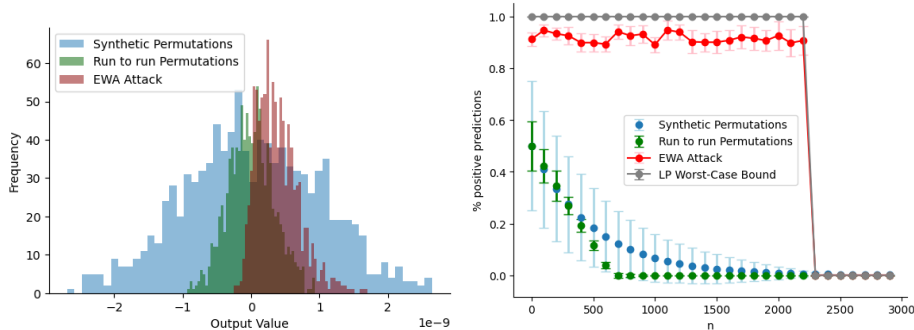 Synthetic Permutations
Run to run Permutations
EWA Attack
Frequency
60
50
40
30
20
10
0
−2
−1
0
1
2
1e−9
Output Value
% positive predictions
1.0
0.8
0.6
0.4
0.2
0.0
Synthetic Permutations
Run to run Permutations
EWA Attack
LP Worst-Case Bound
0
500
1000
1500
2000
2500
3000
n